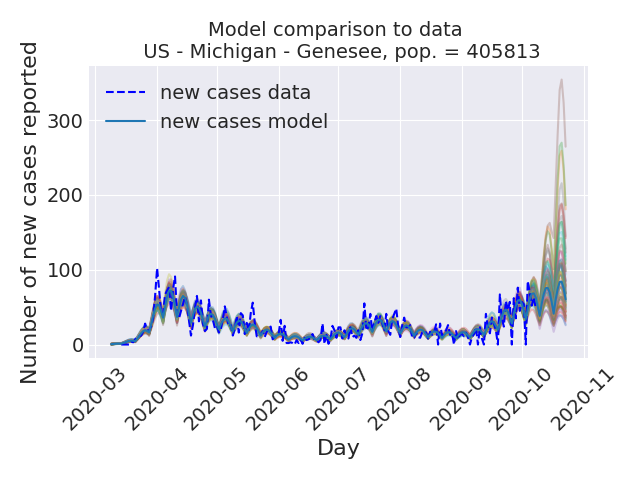 Model comparison to data
US - Michigan - Genesee, pop. = 405813
Number of new cases reported
new cases data
new cases model
300
200
100
0
2020-03
2020-04
2020-05
2020-06
2020-07
2020-08
2020-09
2020-10
2020-11
Day